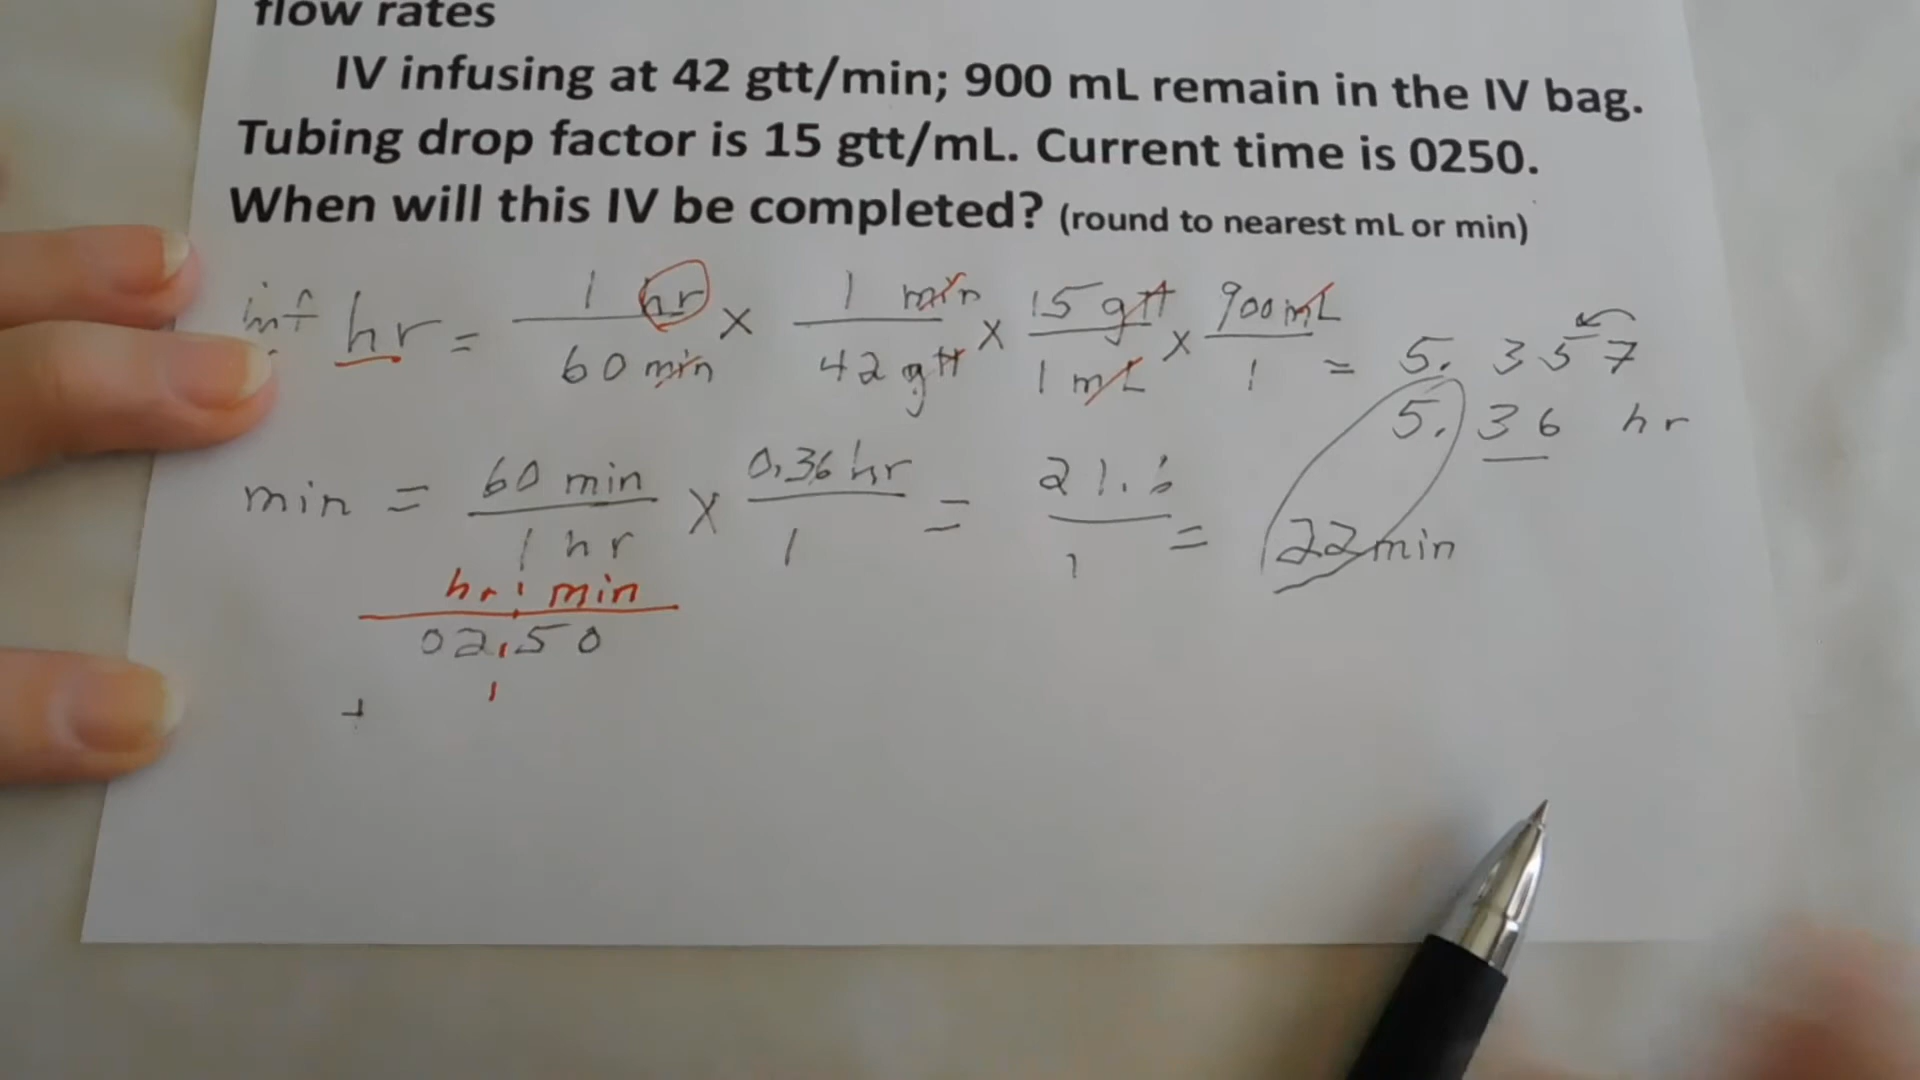 flow rates
IV infusing at 42 gtt/min; 900 mL remain in the IV bag.
Tubing drop factor is 15 gtt/mL. Current time is 0250.
When will this IV be completed? (round to nearest mL or min)
inf hr = 1 hr / 60 min × 1 min / 42 gtt × 15 gtt / 1 mL × 900 mL / 1 = 5.357
5.36 hr
min = 60 min / 1 hr × 0.36 hr / 1 = 21.6 / 1 = 22 min
hr : min
02:50
+